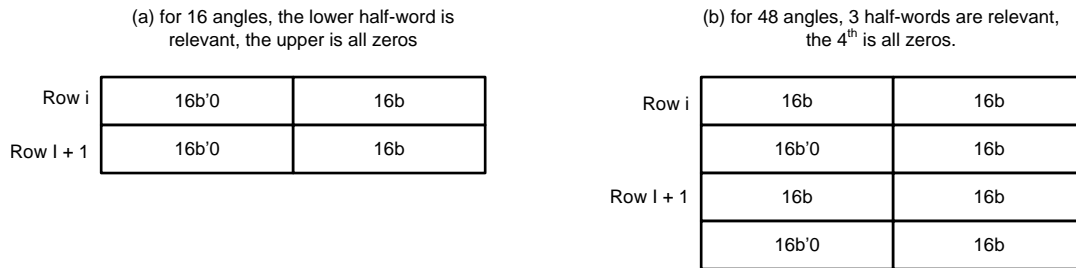 (a) for 16 angles, the lower half-word is
relevant, the upper is all zeros
Row i 16b'0 16b
Row I + 1 16b'0 16b
(b) for 48 angles, 3 half-words are relevant,
the 4th is all zeros.
Row i 16b 16b
16b'0 16b
Row I + 1 16b 16b
16b'0 16b